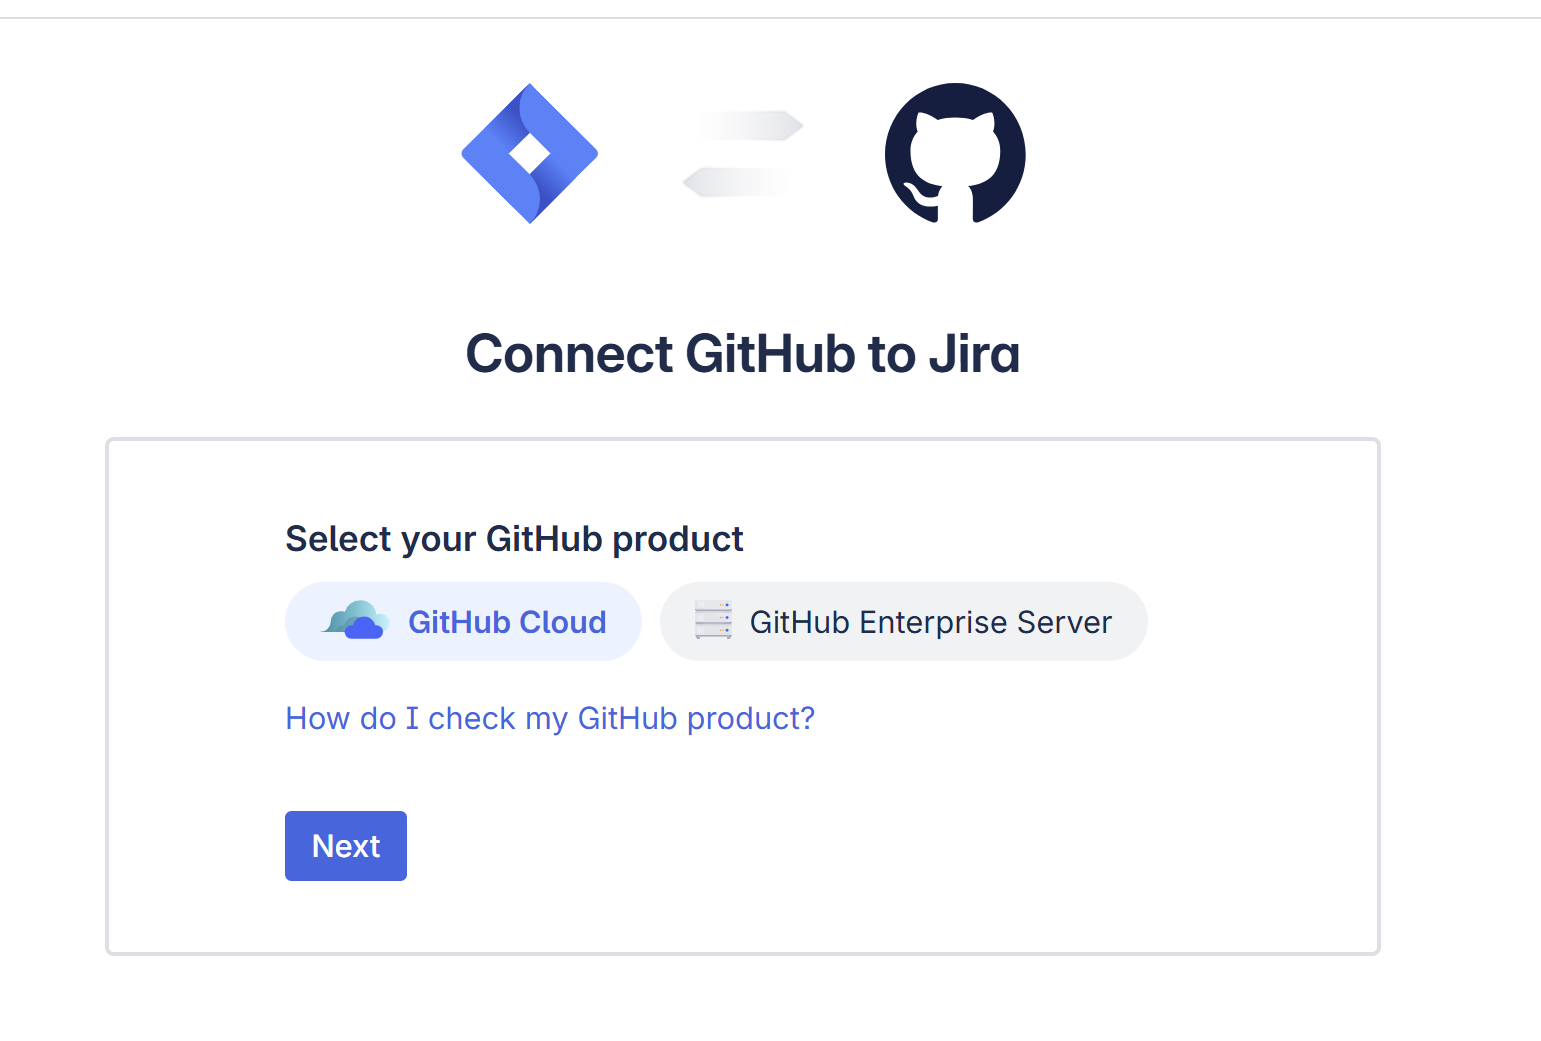 Connect GitHub to Jira
Select your GitHub product
GitHub Cloud
GitHub Enterprise Server
How do I check my GitHub product?
Next